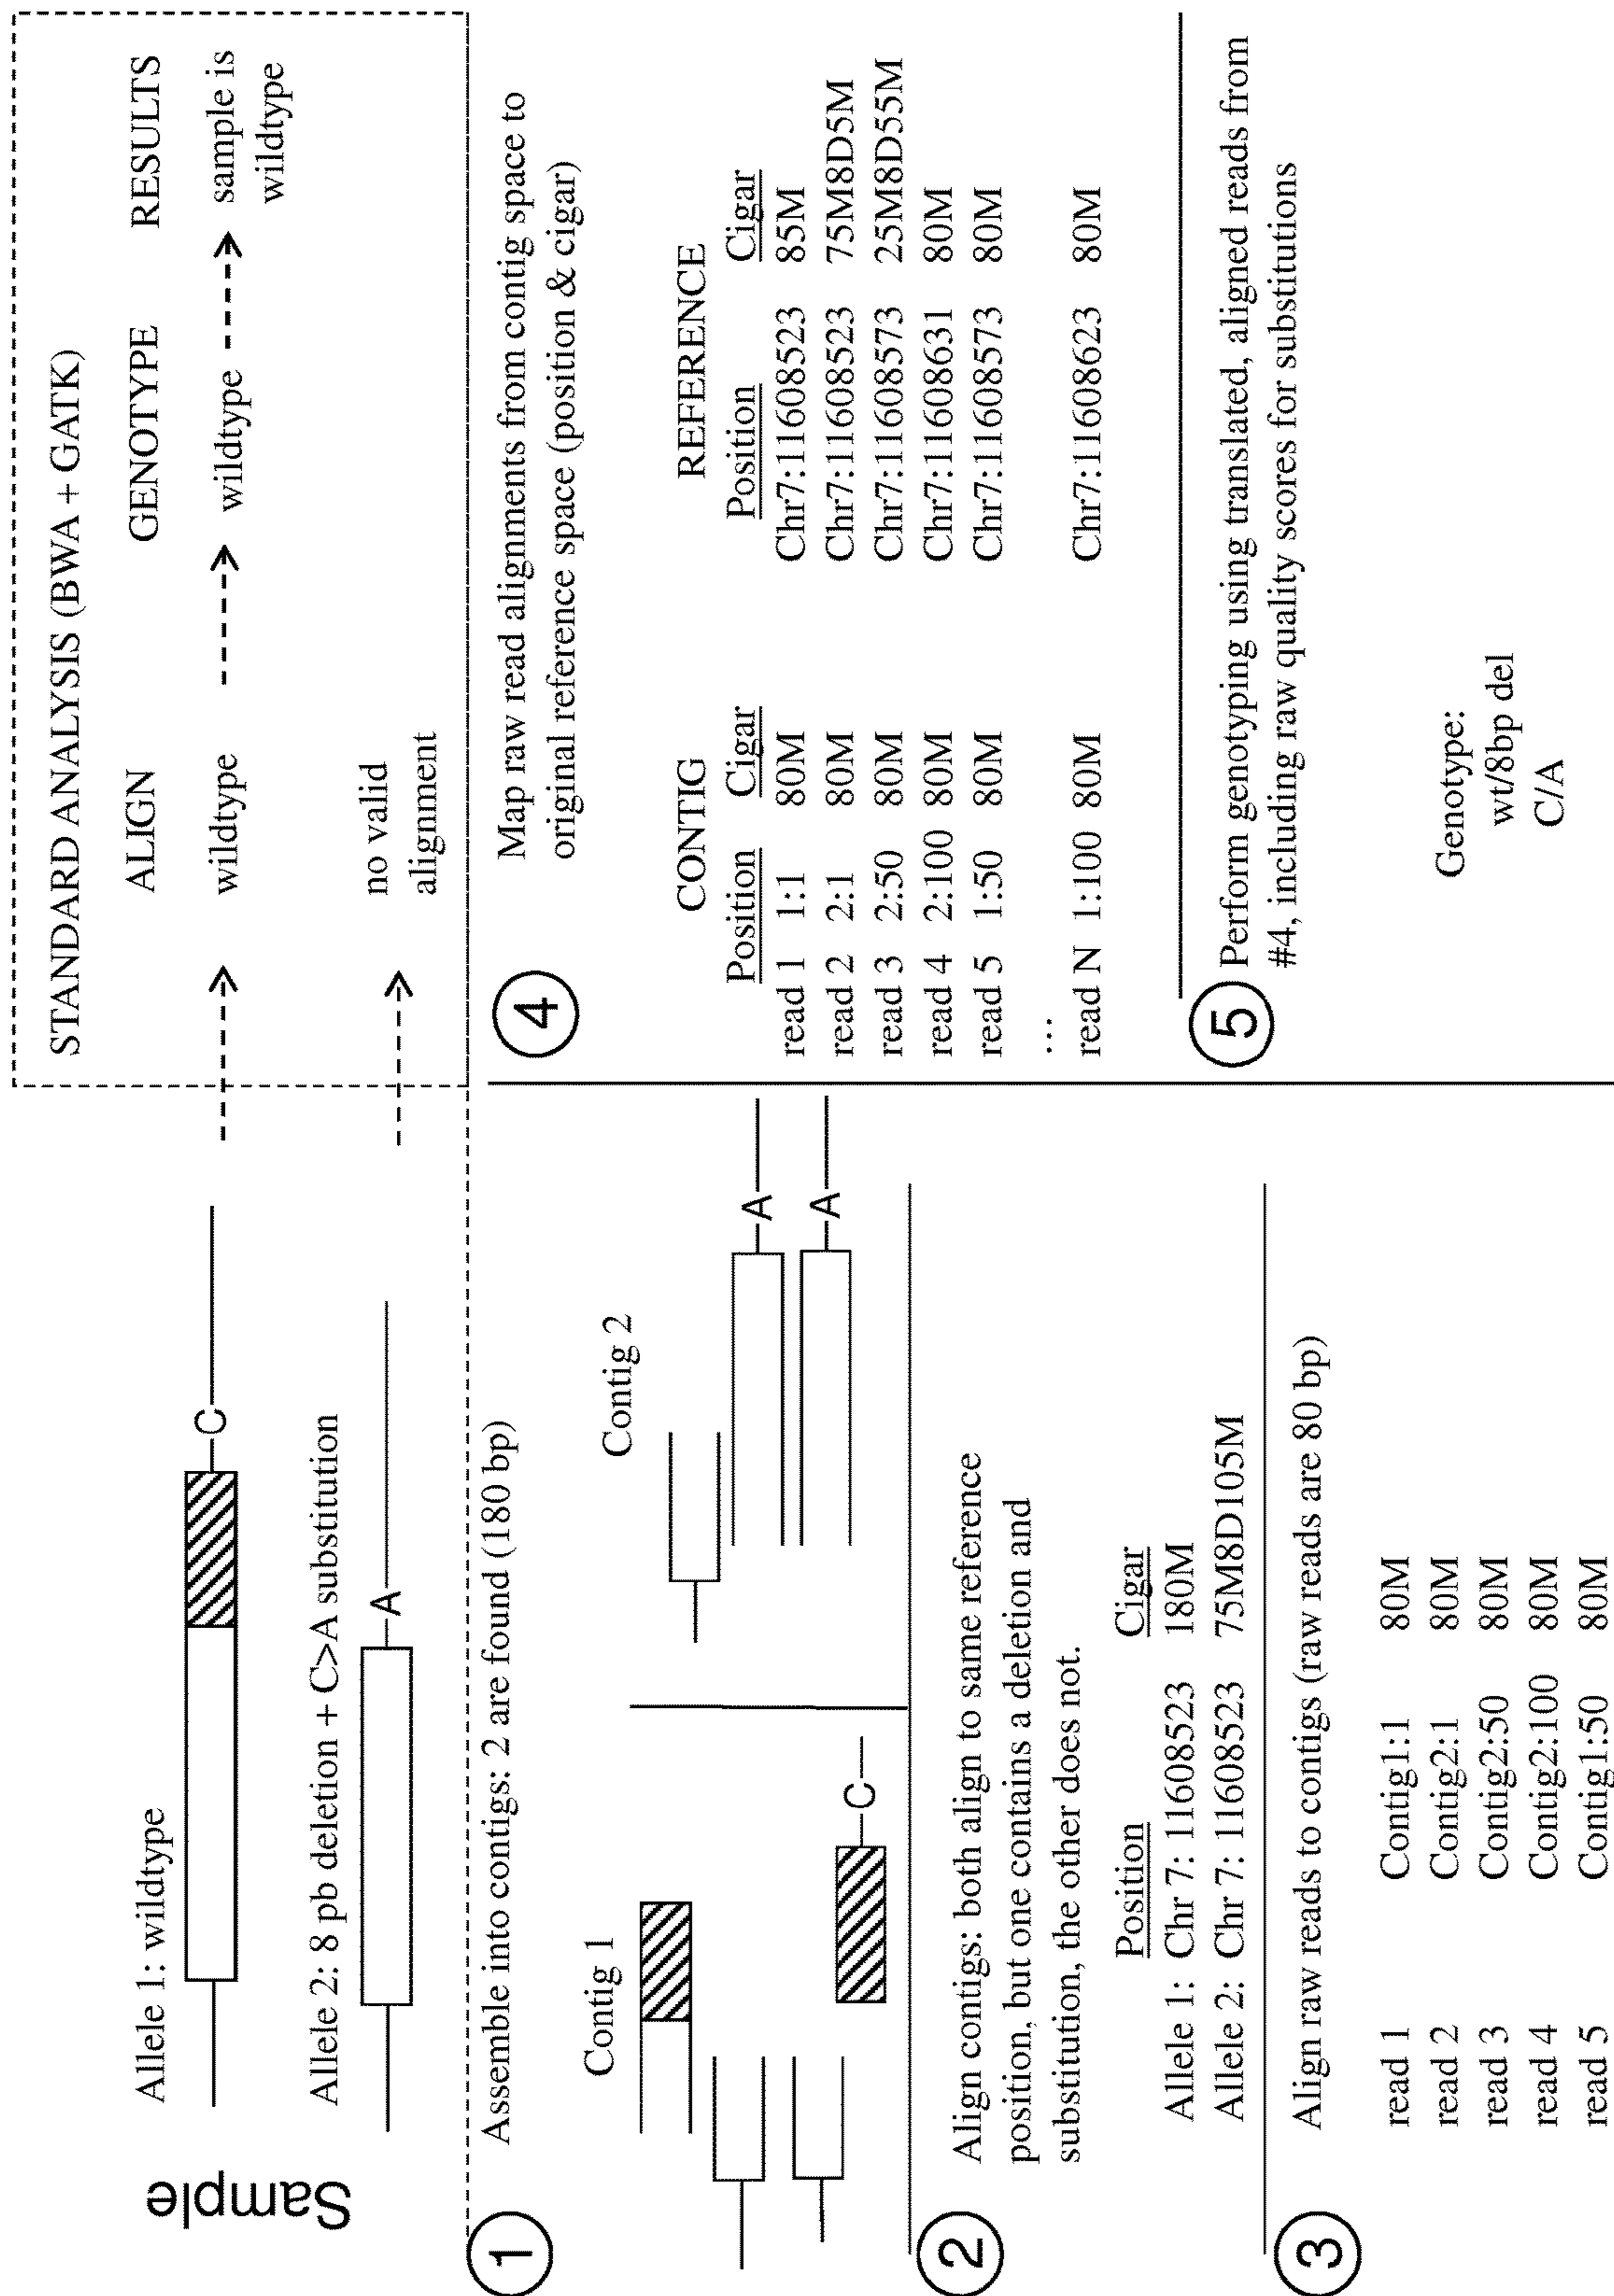 Sample
Allele 1: wildtype
C
Allele 2: 8 pb deletion + C>A substitution
A
STANDARD ANALYSIS (BWA + GATK)
ALIGN GENOTYPE RESULTS
wildtype wildtype sample is
wildtype
no valid
alignment
1
Assemble into contigs: 2 are found (180 bp)
Contig 1
C
Contig 2
A
A
2
Align contigs: both align to same reference
position, but one contains a deletion and
substitution, the other does not.
Position Cigar
Allele 1: Chr 7: 11608523 180M
Allele 2: Chr 7: 11608523 75M8D105M
3
Align raw reads to contigs (raw reads are 80 bp)
read 1 Contig1:1 80M
read 2 Contig2:1 80M
read 3 Contig2:50 80M
read 4 Contig2:100 80M
read 5 Contig1:50 80M
4
Map raw read alignments from contig space to
original reference space (position & cigar)
CONTIG REFERENCE
Position Cigar Position Cigar
read 1 1:1 80M Chr7:11608523 85M
read 2 2:1 80M Chr7:11608523 75M8D5M
read 3 2:50 80M Chr7:11608573 25M8D55M
read 4 2:100 80M Chr7:11608631 80M
read 5 1:50 80M Chr7:11608573 80M
...
read N 1:100 80M Chr7:11608623 80M
5
Perform genotyping using translated, aligned reads from
#4, including raw quality scores for substitutions
Genotype:
wt/8bp del
C/A